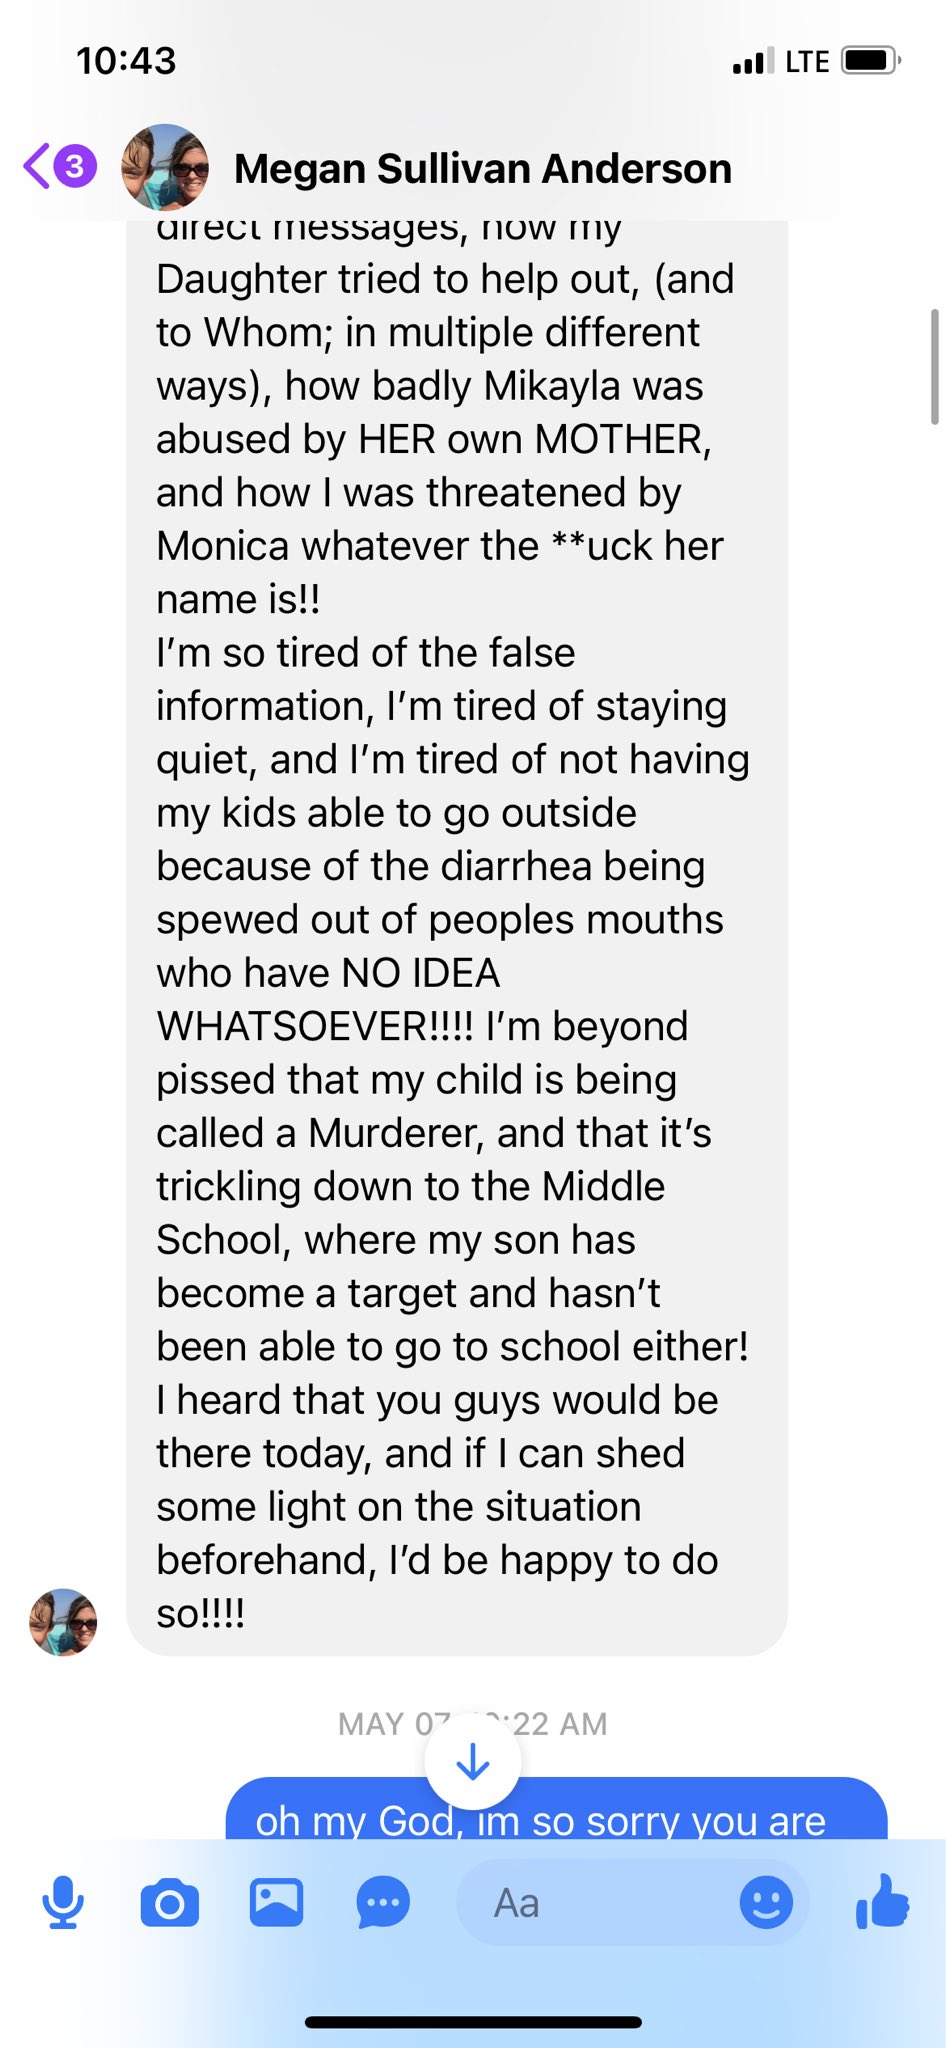 10:43
LTE
3
Megan Sullivan Anderson
direct messages, how my
Daughter tried to help out, (and
to Whom; in multiple different
ways), how badly Mikayla was
abused by HER own MOTHER,
and how I was threatened by
Monica whatever the **uck her
name is!!
I'm so tired of the false
information, I'm tired of staying
quiet, and I'm tired of not having
my kids able to go outside
because of the diarrhea being
spewed out of peoples mouths
who have NO IDEA
WHATSOEVER!!!! I'm beyond
pissed that my child is being
called a Murderer, and that it's
trickling down to the Middle
School, where my son has
become a target and hasn't
been able to go to school either!
I heard that you guys would be
there today, and if I can shed
some light on the situation
beforehand, I'd be happy to do
so!!!!
MAY 07 :22 AM
oh my God, im so sorry you are
Aa